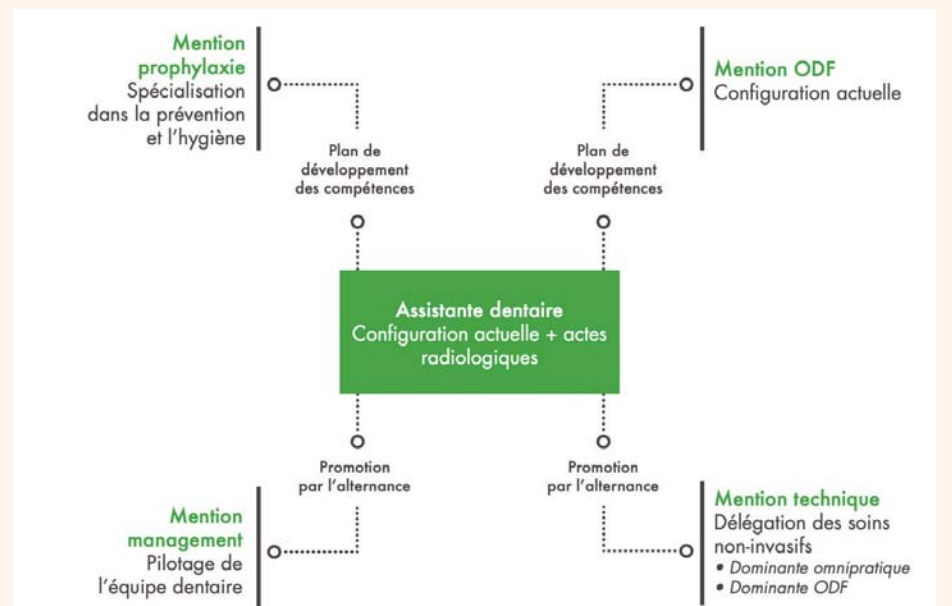 Mention
prophylaxie
Spécialisation
dans la prévention
et l'hygiène
Mention ODF
Configuration actuelle
Plan de
développement
des compétences
Plan de
développement
des compétences
Assistante dentaire
Configuration actuelle + actes
radiologiques
Promotion
par l'alternance
Promotion
par l'alternance
Mention
management
Pilotage de
l'équipe dentaire
Mention technique
Délégation des soins
non-invasifs
• Dominante omnipratique
• Dominante ODF